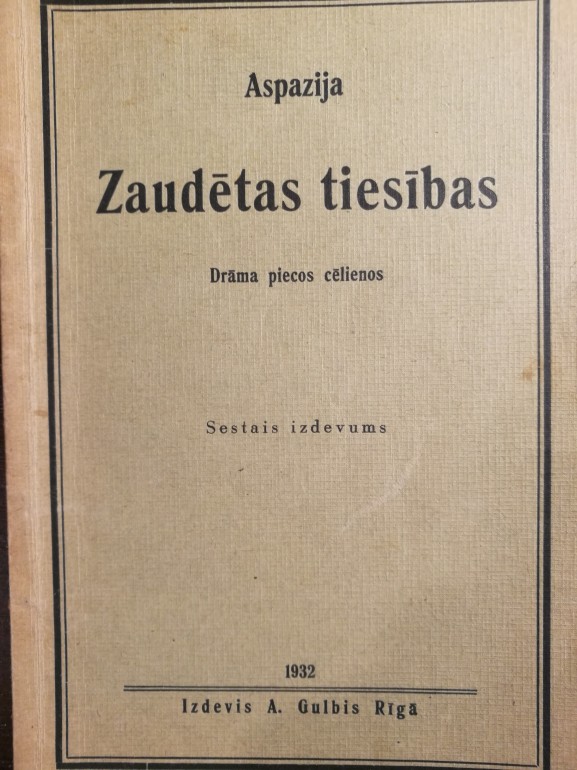 Aspazija
Zaudētas tiesības
Drāma piecos cēlienos
Sestais izdevums
1932
Izdevis A. Gulbis Rīgā